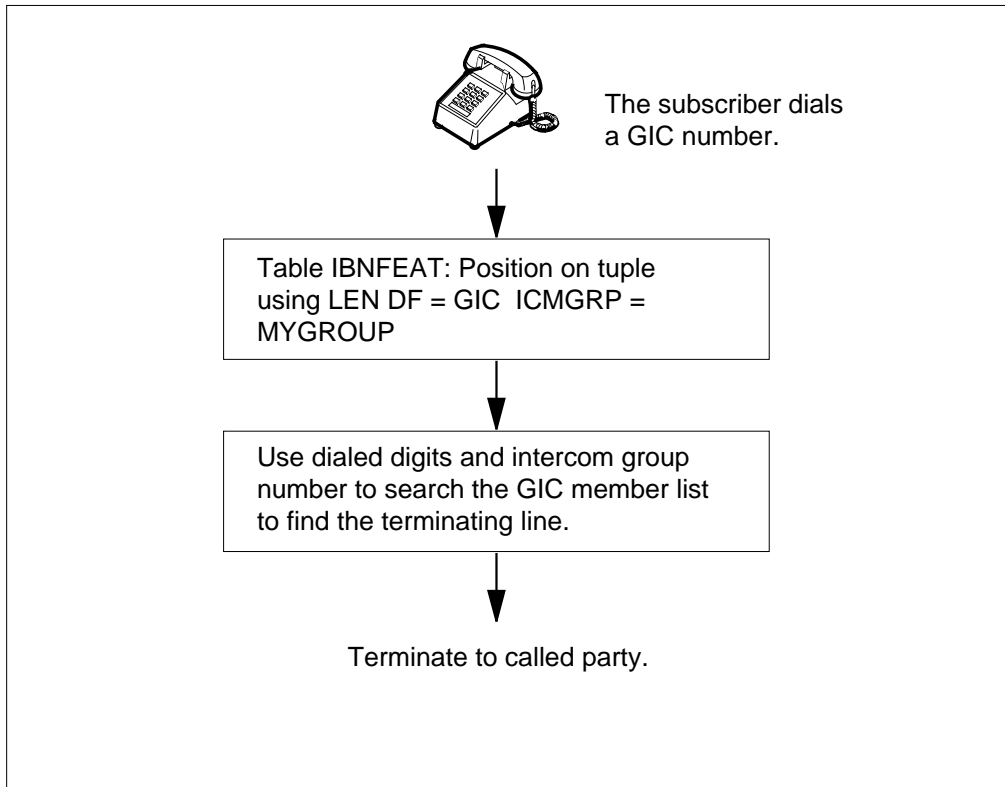 The subscriber dials
a GIC number.
Table IBNFEAT: Position on tuple
using LEN DF = GIC  ICMGRP =
MYGROUP
Use dialed digits and intercom group
number to search the GIC member list
to find the terminating line.
Terminate to called party.